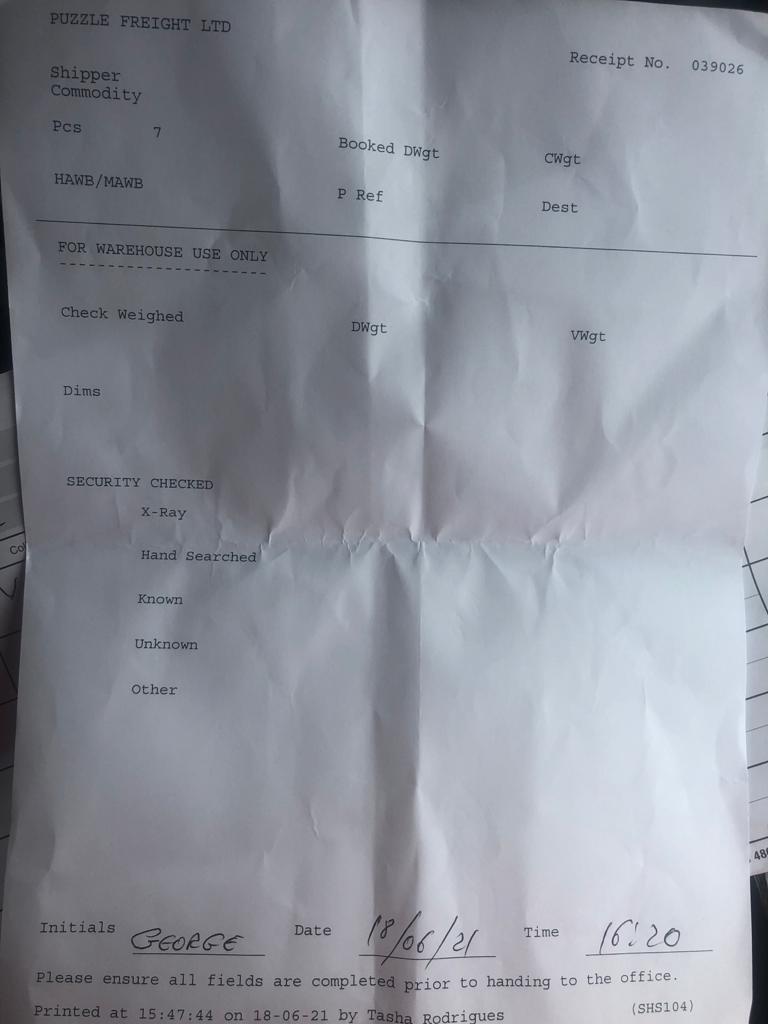 PUZZLE FREIGHT LTD
Receipt No. 039026
Shipper
Commodity
Pcs 7 Booked DWgt CWgt
HAWB/MAWB P Ref Dest
FOR WAREHOUSE USE ONLY
Check Weighed DWgt VWgt
Dims
SECURITY CHECKED
X-Ray
Hand Searched
Known
Unknown
Other
Initials GEORGE Date 18/06/21 Time 16:20
Please ensure all fields are completed prior to handing to the office.
Printed at 15:47:44 on 18-06-21 by Tasha Rodrigues (SHS104)